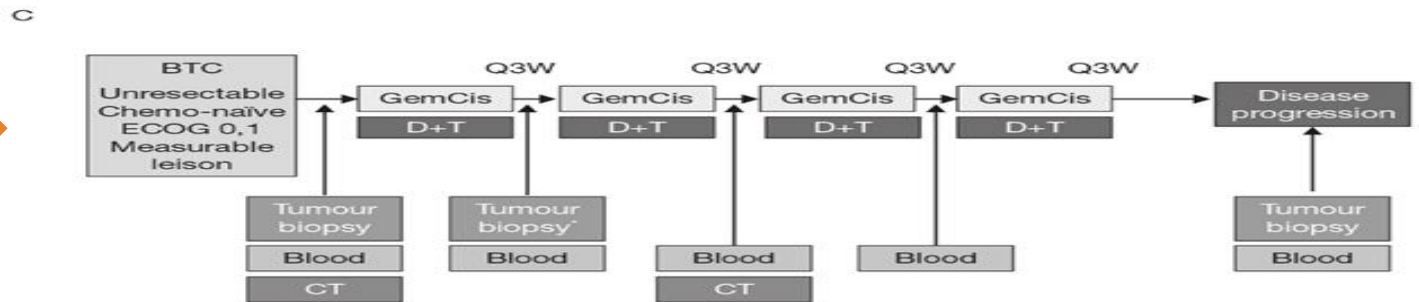 C
BTC
Unresectable
Chemo-naïve
ECOG 0,1
Measurable
leison
Q3W
Q3W
Q3W
Q3W
GemCis
GemCis
GemCis
GemCis
D+T
D+T
D+T
D+T
Disease
progression
Tumour
biopsy
Blood
CT
Tumour
biopsy*
Blood
Blood
CT
Blood
Tumour
biopsy
Blood